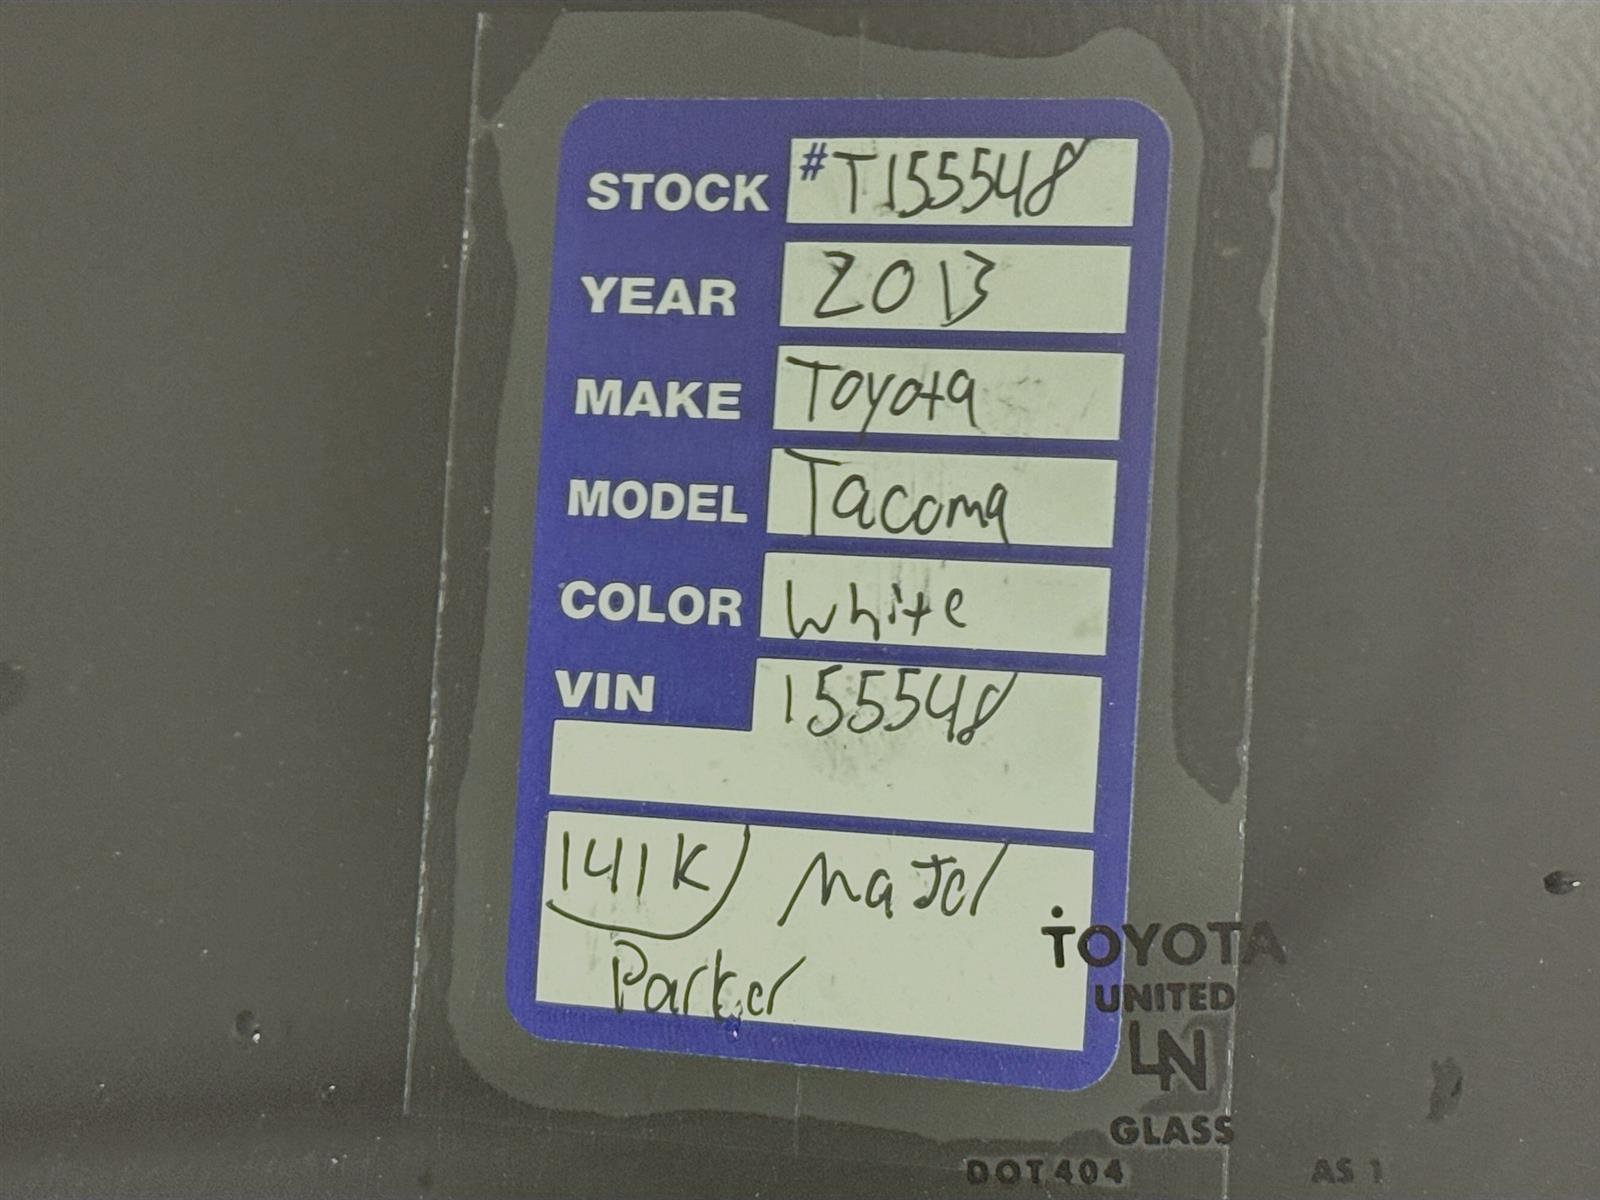 STOCK #T155548
YEAR 2013
MAKE Toyota
MODEL Tacoma
COLOR White
VIN 155548
141K Major
Parker
TOYOTA
UNITED
LN
GLASS
DOT 404 AS 1